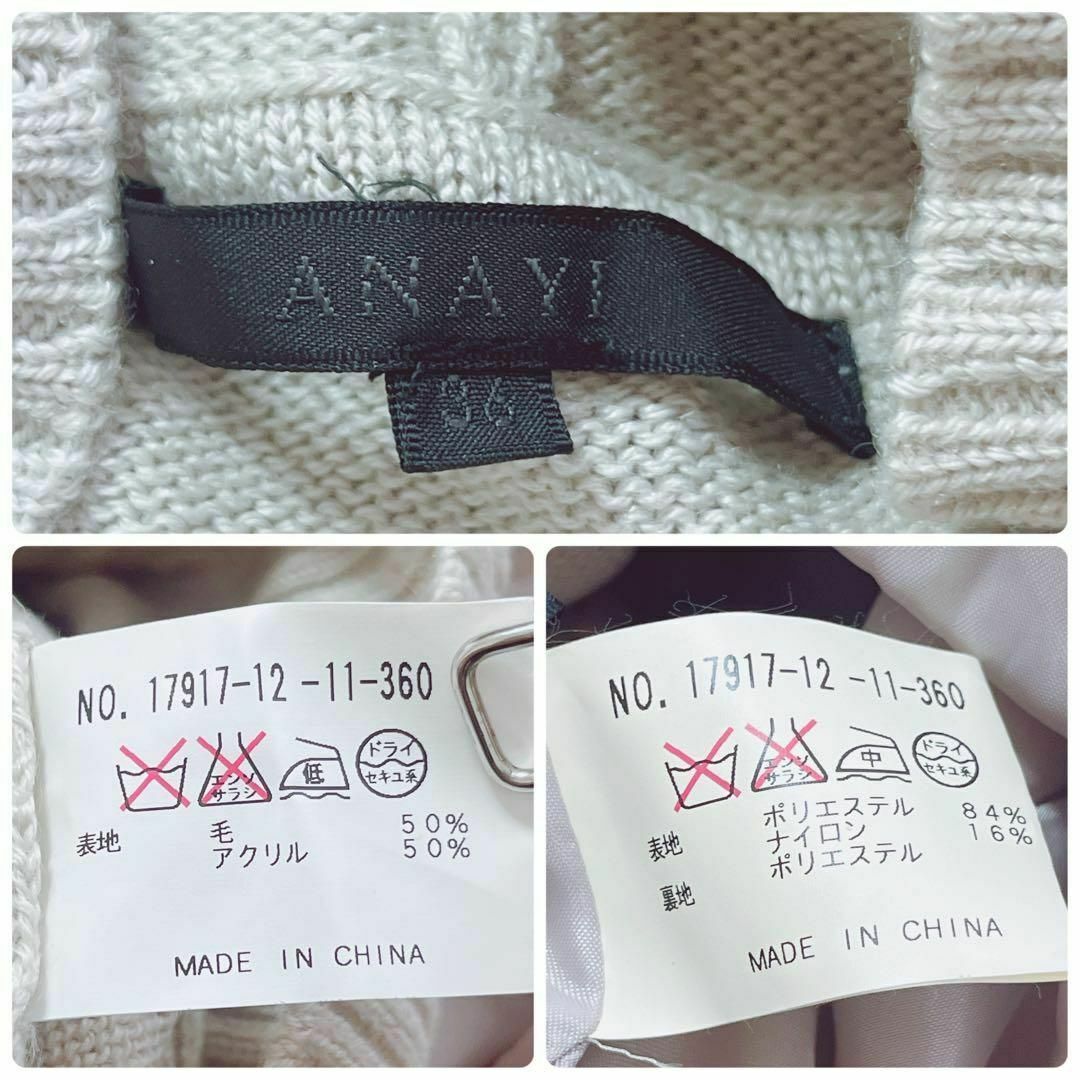 ANAYI
36
NO. 17917-12-11-360
エンソ
サラシ
低
ドライ
セキユ系
表地 毛 50%
アクリル 50%
MADE IN CHINA
NO. 17917-12-11-360
エンソ
サラシ
中
ドライ
セキユ系
表地 ポリエステル 84%
ナイロン 16%
裏地 ポリエステル
MADE IN CHINA